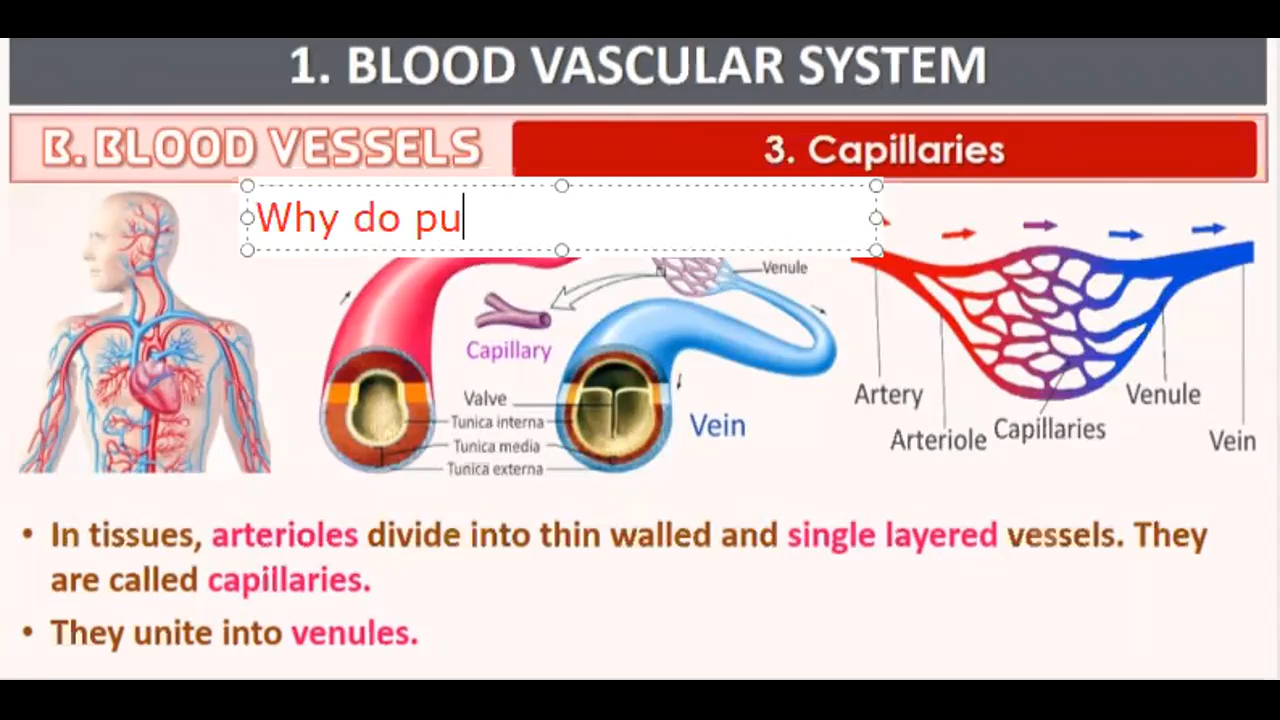 1. BLOOD VASCULAR SYSTEM
B. BLOOD VESSELS
3. Capillaries
Why do pu
Venule
Capillary
Valve
Tunica interna
Tunica media
Tunica externa
Vein
Artery
Arteriole
Capillaries
Venule
Vein
• In tissues, arterioles divide into thin walled and single layered vessels. They
are called capillaries.
• They unite into venules.